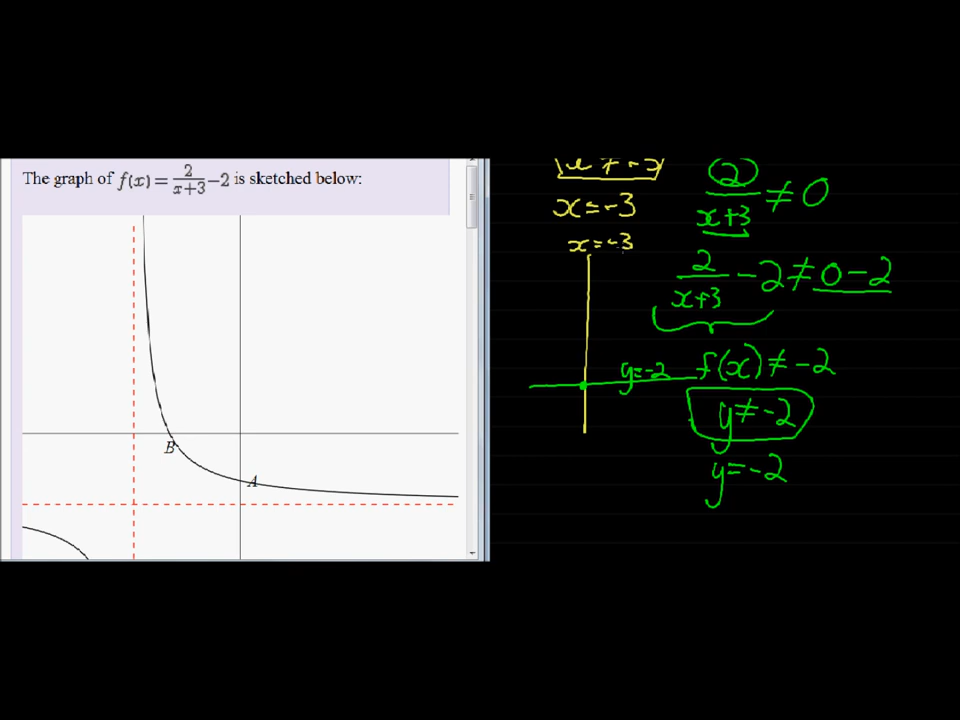 The graph of f(x) = 2/(x+3) − 2 is sketched below:
B
A
x = -3
x = -3
y = -2
2/(x+3) ≠ 0
2/(x+3) - 2 ≠ 0 - 2
f(x) ≠ -2
y ≠ -2
y = -2